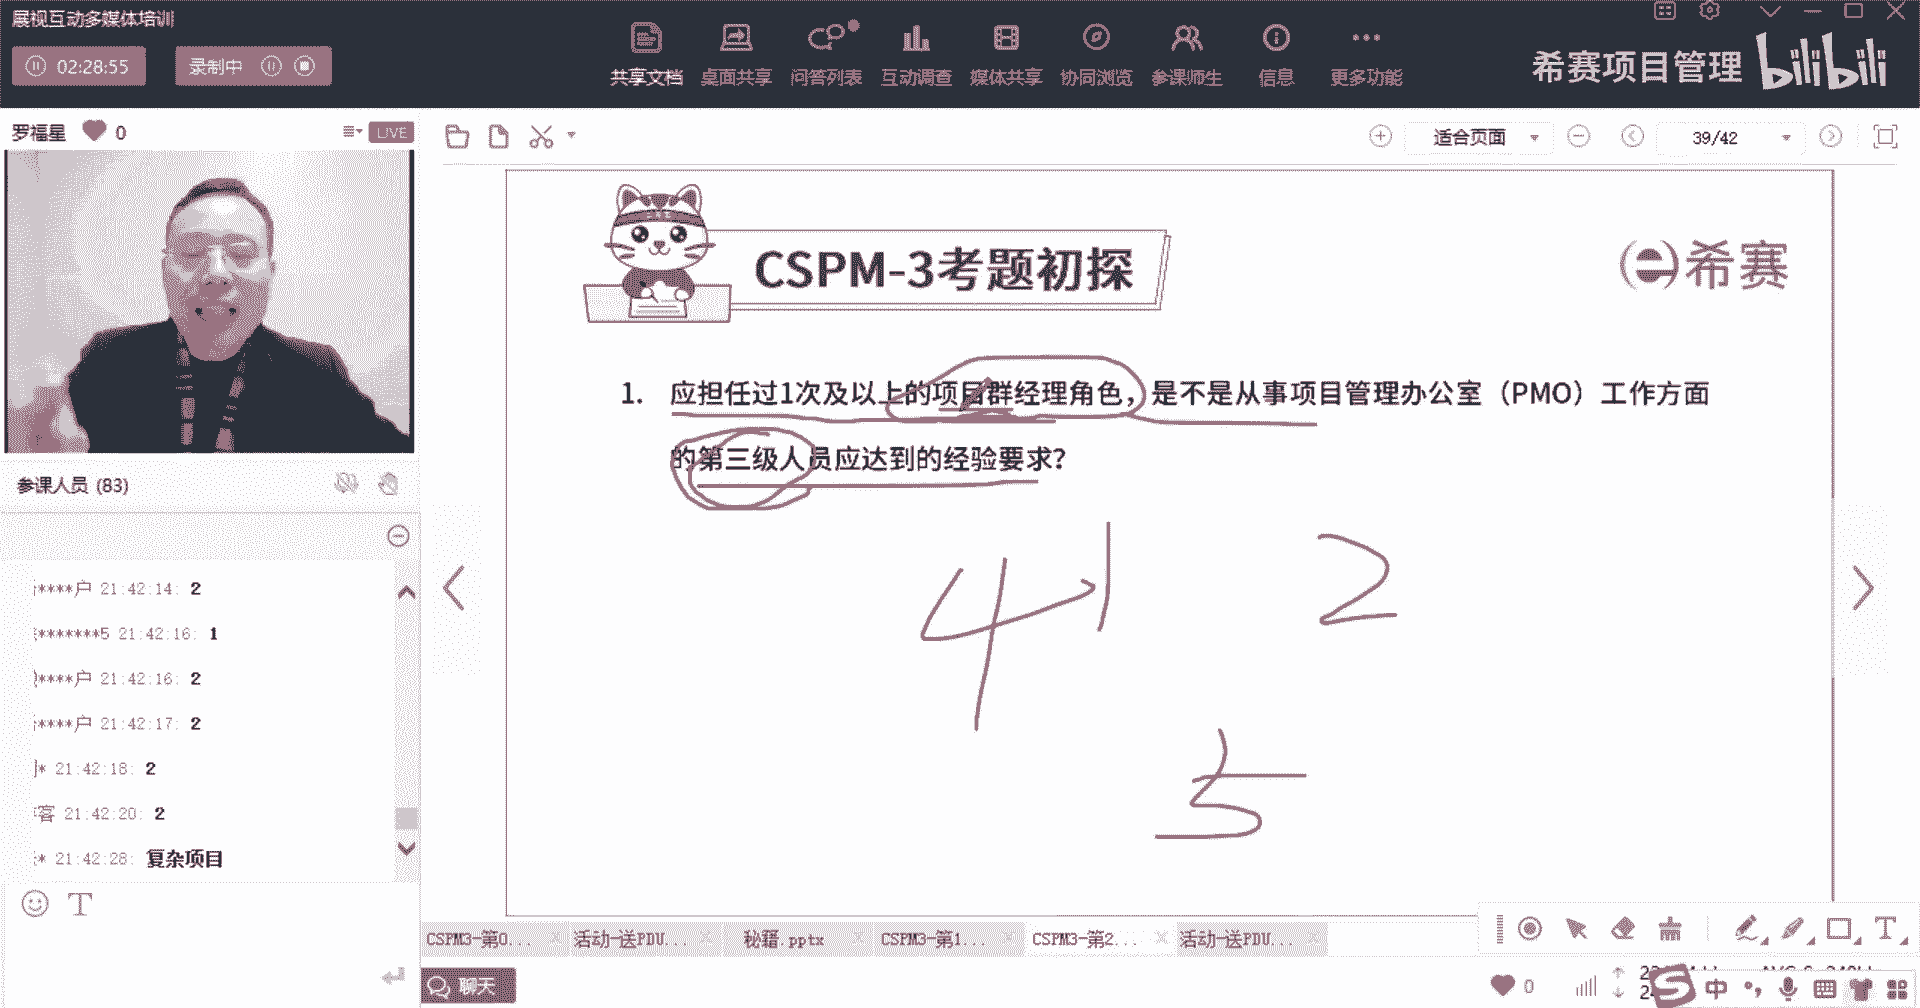 展视互动多媒体培训
02:28:55
录制中
共享文档 桌面共享 问答列表 互动调查 媒体共享 协同浏览 参课师生 信息 更多功能
希赛项目管理 bilibili
罗福星 0 LIVE
适合页面 39/42
CSPM-3考题初探
希赛
1. 应担任过1次及以上的项目群经理角色，是不是从事项目管理办公室（PMO）工作方面
的第三级人员应达到的经验要求？
4 1 2
5
参课人员 (83)
****户 21:42:14: 2
*******5 21:42:16: 1
****户 21:42:16: 2
****户 21:42:17: 2
* 21:42:18: 2
客 21:42:20: 2
* 21:42:28: 复杂项目
CSPM3-第0... 活动-送PDU... 秘籍.pptx CSPM3-第1... CSPM3-第2... 活动-送PDU...
聊天
0
中